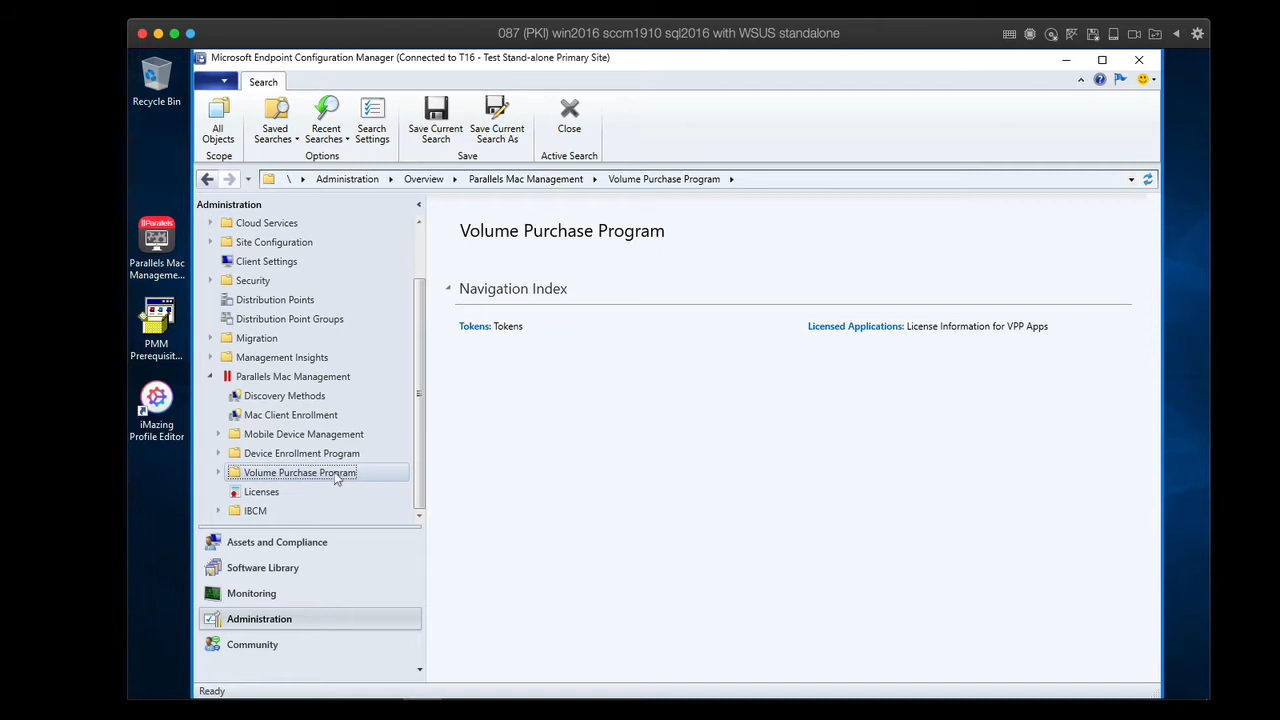 087 (PKI) win2016 sccm1910 sql2016 with WSUS standalone
Recycle Bin
Parallels
Parallels Mac
Manageme...
PMM
Prerequisit...
iMazing
Profile Editor
Microsoft Endpoint Configuration Manager (Connected to T16 - Test Stand-alone Primary Site)
Search
All
Objects
Saved
Searches
Recent
Searches
Search
Settings
Save Current
Search
Save Current
Search As
Close
Scope
Options
Save
Active Search
\ Administration Overview Parallels Mac Management Volume Purchase Program
Administration
Cloud Services
Site Configuration
Client Settings
Security
Distribution Points
Distribution Point Groups
Migration
Management Insights
Parallels Mac Management
Discovery Methods
Mac Client Enrollment
Mobile Device Management
Device Enrollment Program
Volume Purchase Program
Licenses
IBCM
Assets and Compliance
Software Library
Monitoring
Administration
Community
Volume Purchase Program
Navigation Index
Tokens: Tokens
Licensed Applications: License Information for VPP Apps
Ready